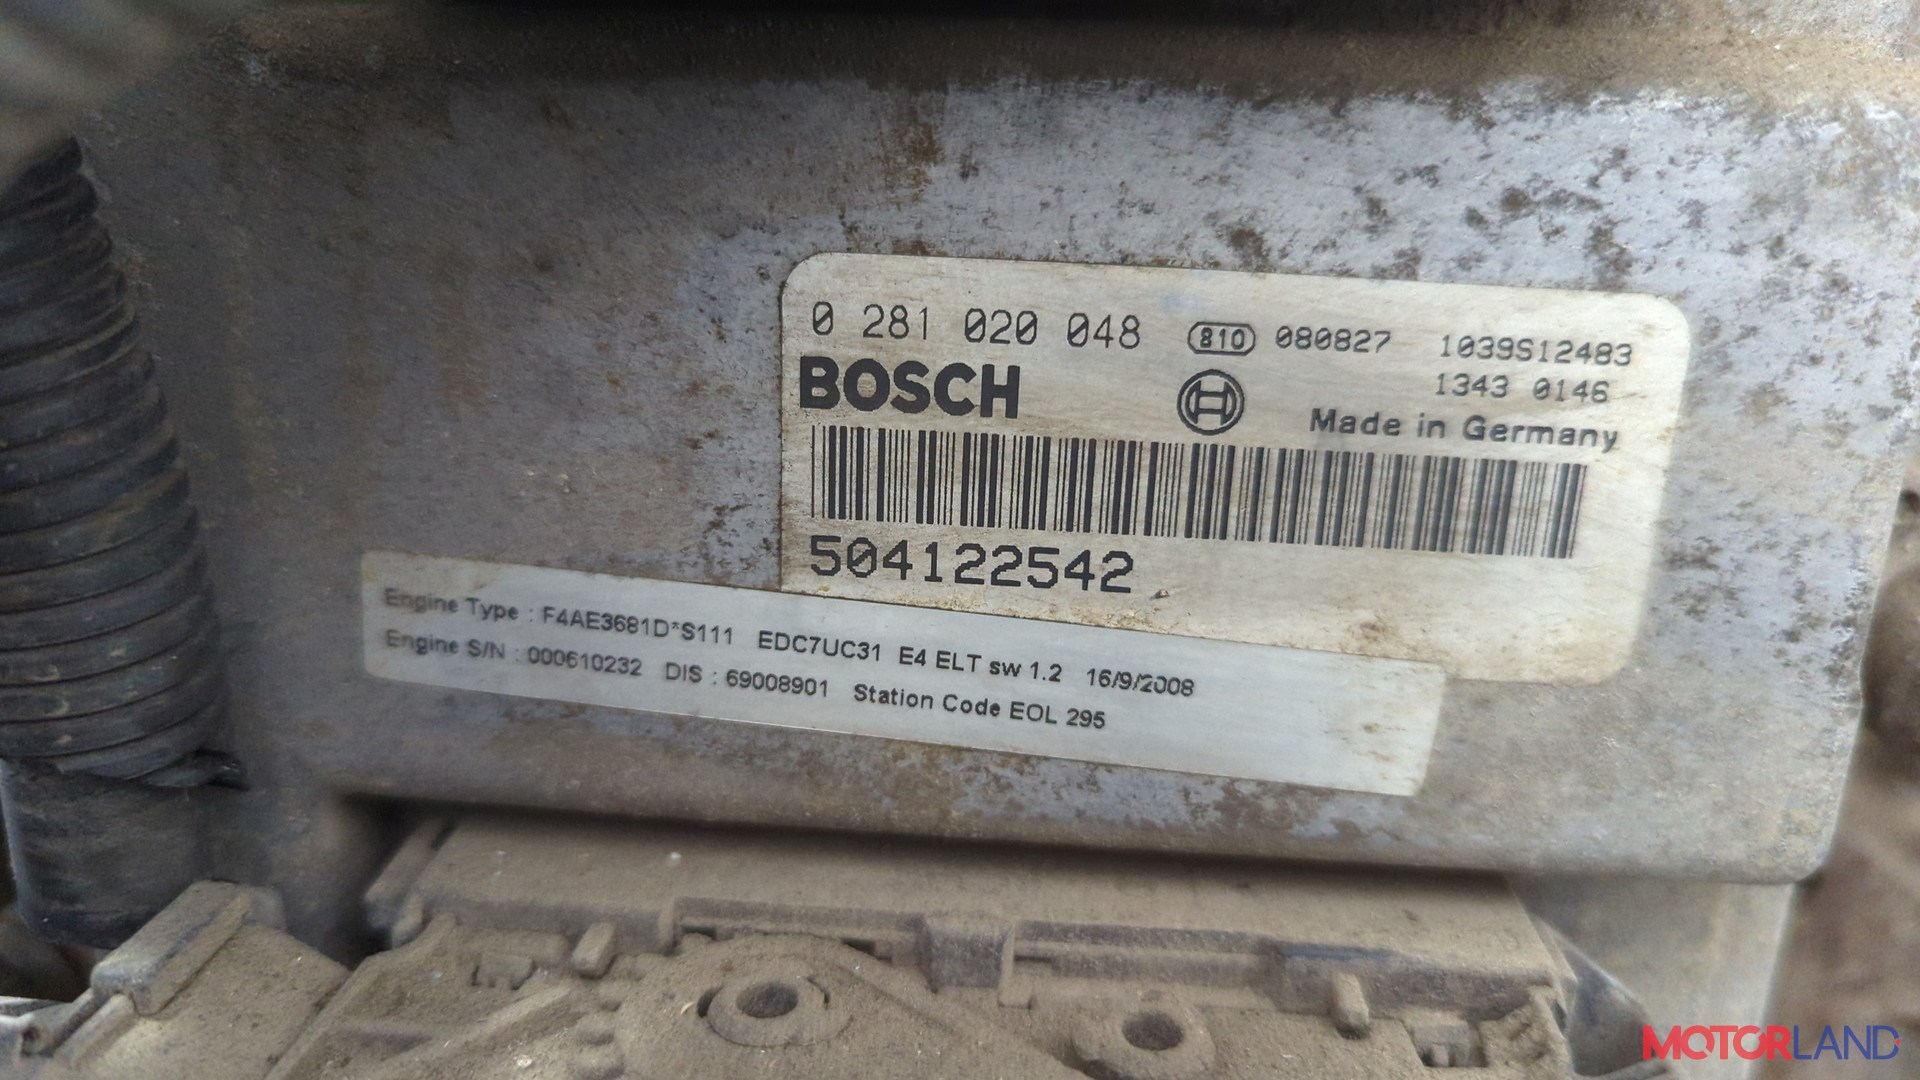 0 281 020 048 810 080827 1039S12483
1343 0146
BOSCH
Made in Germany
504122542
Engine Type : F4AE3681D*S111 EDC7UC31 E4 ELT sw 1.2 16/9/2008
Engine S/N : 000610232 DIS : 69008901 Station Code EOL 295
MOTORLAND